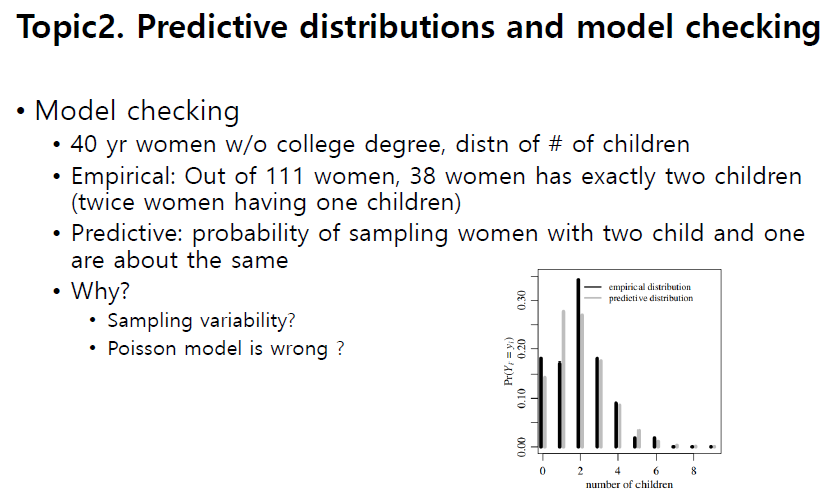 Topic2. Predictive distributions and model checking
• Model checking
• 40 yr women w/o college degree, distn of # of children
• Empirical: Out of 111 women, 38 women has exactly two children
(twice women having one children)
• Predictive: probability of sampling women with two child and one
are about the same
• Why?
• Sampling variability?
• Poisson model is wrong ?
empirical distribution
predictive distribution
Pr(Yi = yi)
0.30
0.20
0.10
0.00
0 2 4 6 8
number of children